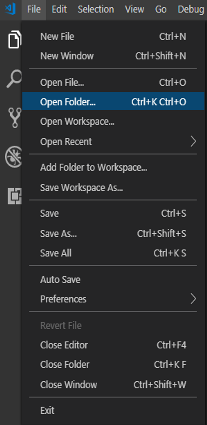 File Edit Selection View Go Debug
New File Ctrl+N
New Window Ctrl+Shift+N
Open File... Ctrl+O
Open Folder... Ctrl+K Ctrl+O
Open Workspace...
Open Recent
Add Folder to Workspace...
Save Workspace As...
Save Ctrl+S
Save As... Ctrl+Shift+S
Save All Ctrl+K S
Auto Save
Preferences
Revert File
Close Editor Ctrl+F4
Close Folder Ctrl+K F
Close Window Ctrl+Shift+W
Exit